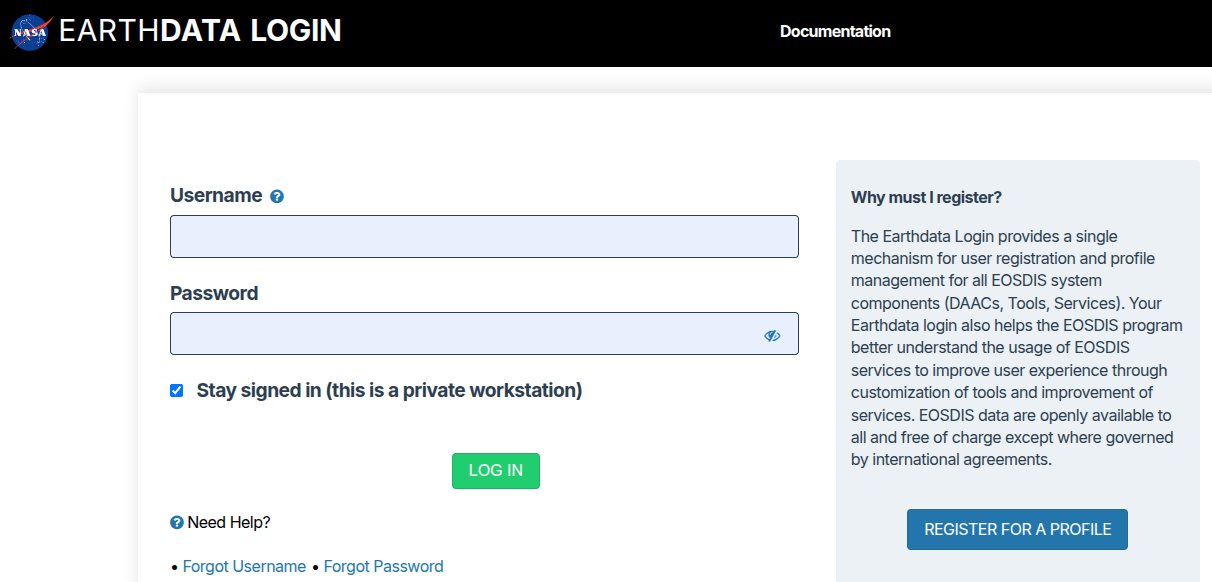 NASA EARTHDATA LOGIN
Documentation
Username ?
Password
Stay signed in (this is a private workstation)
LOG IN
? Need Help?
• Forgot Username • Forgot Password
Why must I register?
The Earthdata Login provides a single
mechanism for user registration and profile
management for all EOSDIS system
components (DAACs, Tools, Services). Your
Earthdata login also helps the EOSDIS program
better understand the usage of EOSDIS
services to improve user experience through
customization of tools and improvement of
services. EOSDIS data are openly available to
all and free of charge except where governed
by international agreements.
REGISTER FOR A PROFILE